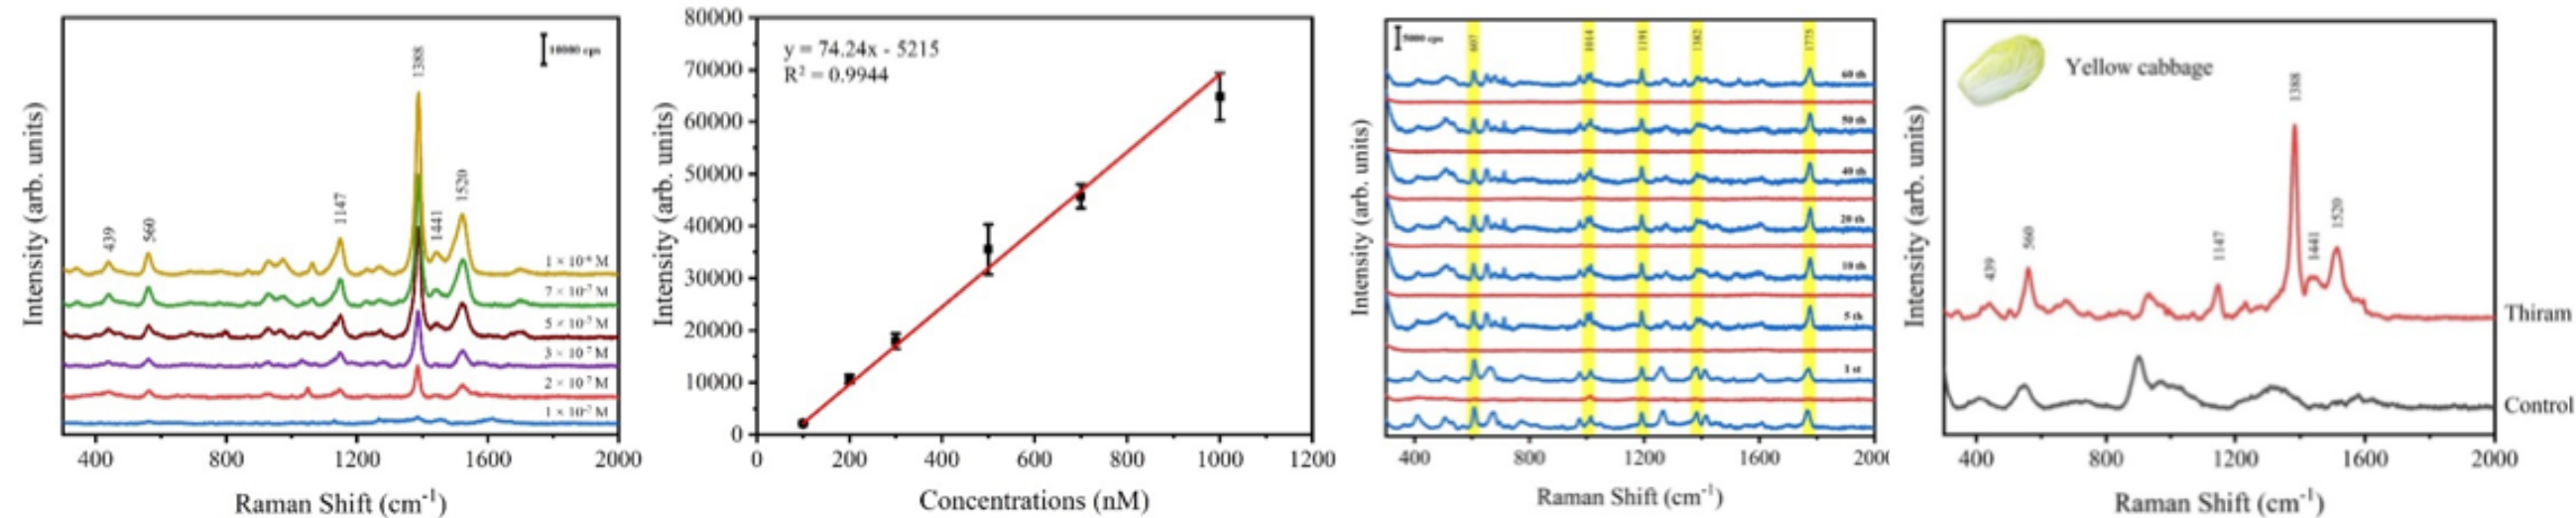 Intensity (arb. units)
439
560
1147
1388
1441
1520
10000 cps
1 × 10⁻⁶ M
7 × 10⁻⁷ M
5 × 10⁻⁷ M
3 × 10⁻⁷ M
2 × 10⁻⁷ M
1 × 10⁻⁷ M
400 800 1200 1600 2000
Raman Shift (cm⁻¹)
Intensity (arb. units)
80000
70000
60000
50000
40000
30000
20000
10000
0
y = 74.24x - 5215
R² = 0.9944
0 200 400 600 800 1000 1200
Concentrations (nM)
Intensity (arb. units)
5000 cps
607
1014
1191
1382
1775
60 th
50 th
40 th
20 th
10 th
5 th
1 st
400 800 1200 1600 200
Raman Shift (cm⁻¹)
Intensity (arb. units)
Yellow cabbage
439
560
1147
1388
1441
1520
Thiram
Control
400 800 1200 1600 2000
Raman Shift (cm⁻¹)